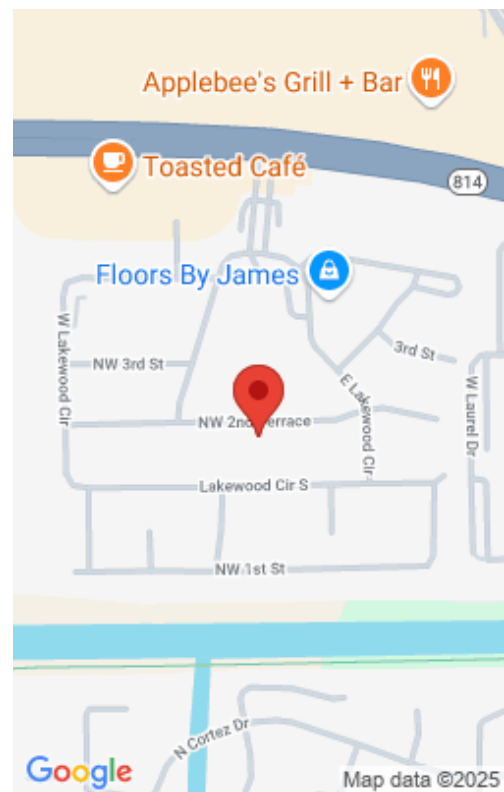 Applebee's Grill + Bar
Toasted Café
814
Floors By James
W Lakewood Cir
NW 3rd St
3rd St
E Lakewood Cir
W Laurel Dr
NW 2nd Terrace
Lakewood Cir S
NW 1st St
N Cortez Dr
Google
Map data ©2025